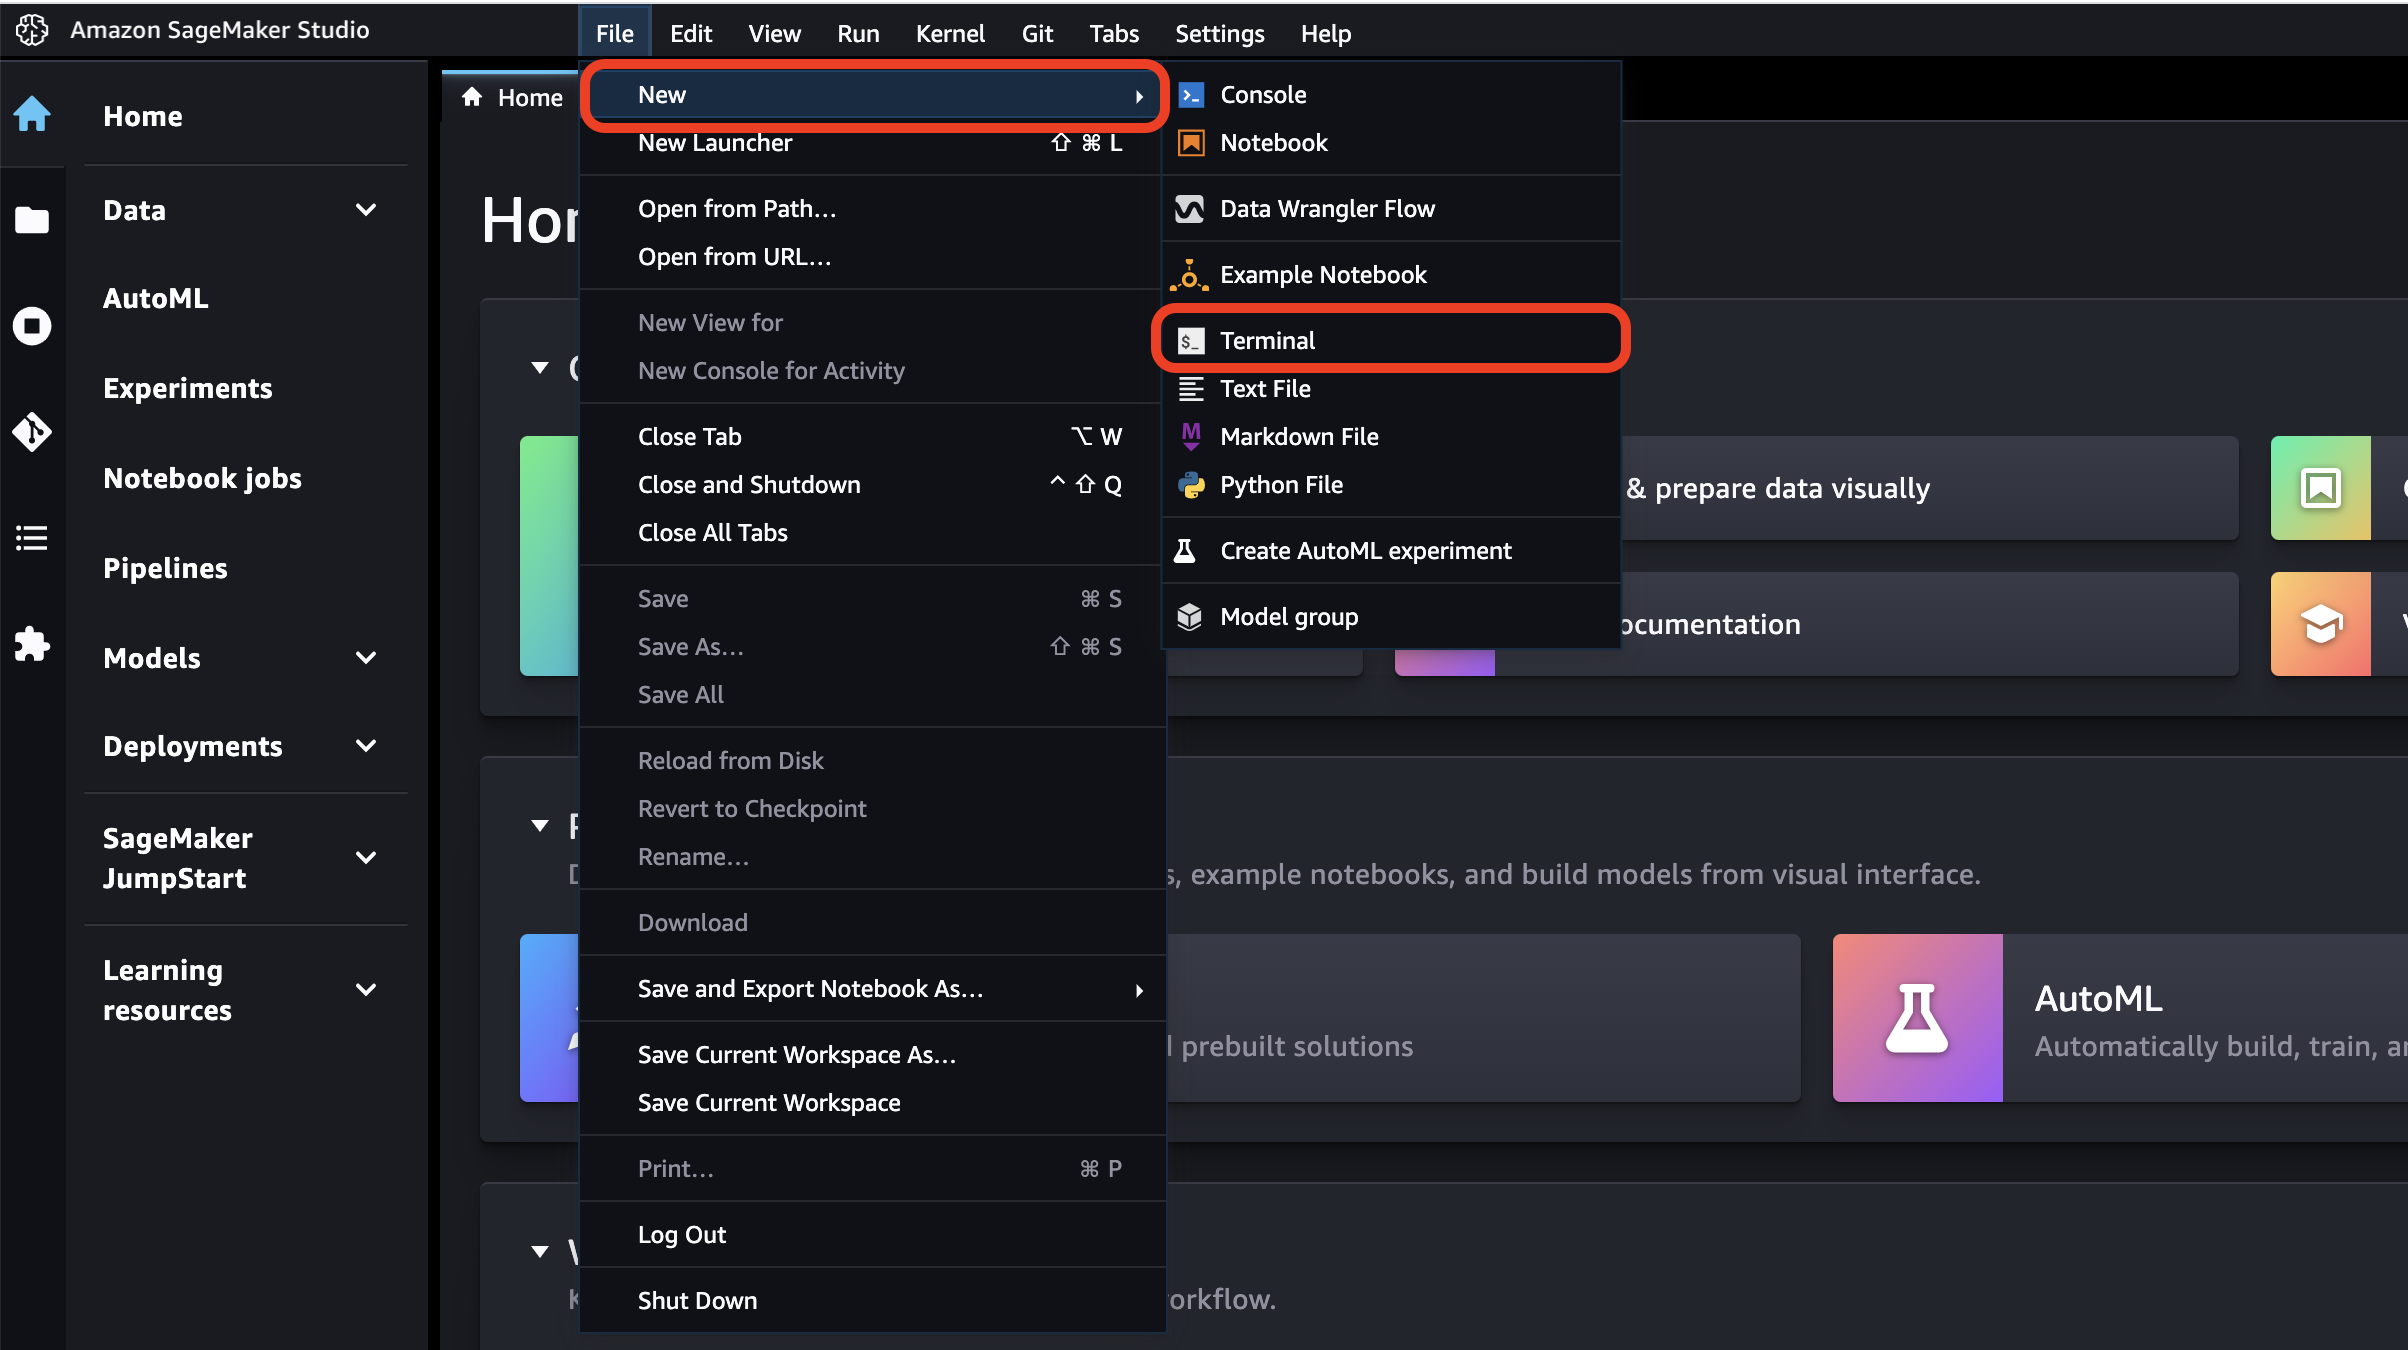 Amazon SageMaker Studio
File Edit View Run Kernel Git Tabs Settings Help
Home
Data
AutoML
Experiments
Notebook jobs
Pipelines
Models
Deployments
SageMaker
JumpStart
Learning
resources
Home
New
New Launcher ⇧ ⌘ L
Open from Path…
Open from URL…
New View for
New Console for Activity
Close Tab ⌥ W
Close and Shutdown ^ ⇧ Q
Close All Tabs
Save ⌘ S
Save As… ⇧ ⌘ S
Save All
Reload from Disk
Revert to Checkpoint
Rename…
Download
Save and Export Notebook As…
Save Current Workspace As…
Save Current Workspace
Print… ⌘ P
Log Out
Shut Down
Console
Notebook
Data Wrangler Flow
Example Notebook
$_ Terminal
Text File
Markdown File
Python File
Create AutoML experiment
Model group
& prepare data visually
ocumentation
s, example notebooks, and build models from visual interface.
prebuilt solutions
AutoML
Automatically build, train,
orkflow.